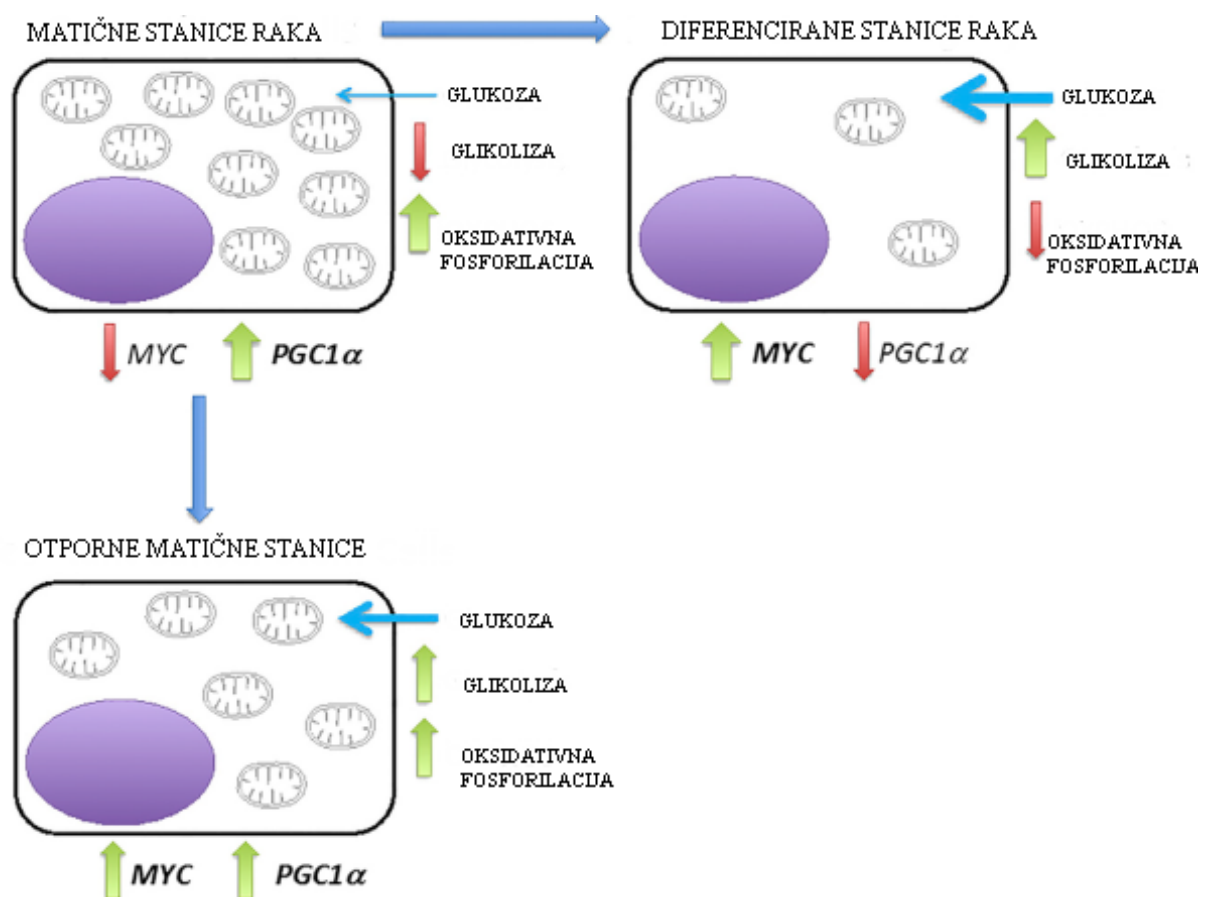 MATIČNE STANICE RAKA
GLUKOZA
GLIKOLIZA
OKSIDATIVNA
FOSFORILACIJA
MYC
PGC1α
DIFERENCIRANE STANICE RAKA
GLUKOZA
GLIKOLIZA
OKSIDATIVNA
FOSFORILACIJA
MYC
PGC1α
OTPORNE MATIČNE STANICE
GLUKOZA
GLIKOLIZA
OKSIDATIVNA
FOSFORILACIJA
MYC
PGC1α